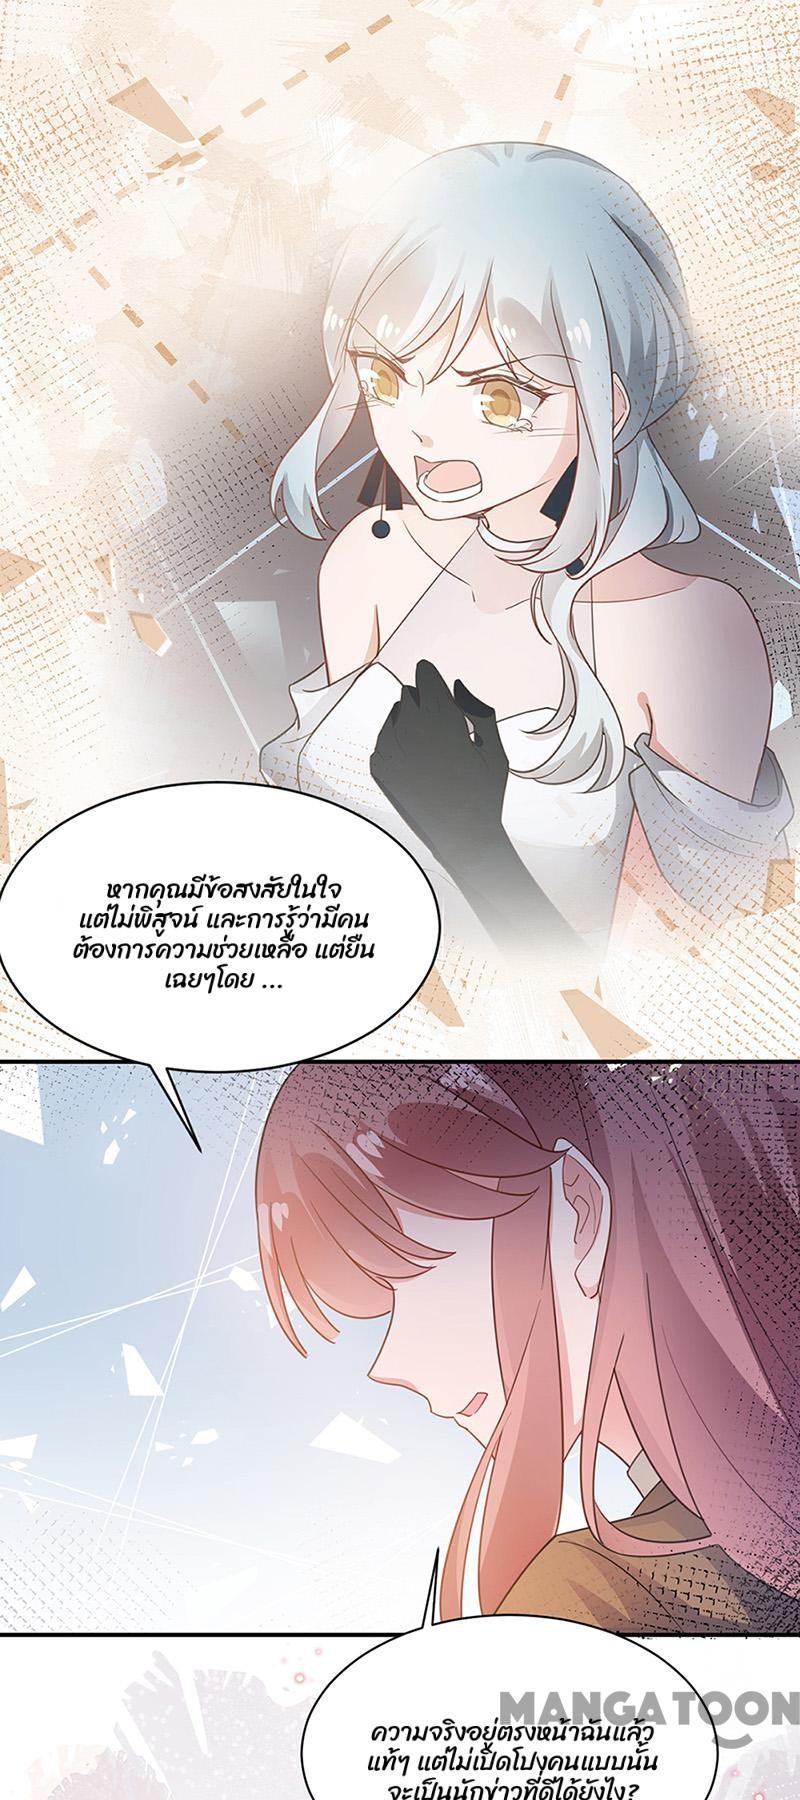 หากคุณมีข้อสงสัยในใจ
แต่ไม่พิสูจน์ และการรู้ว่ามีคน
ต้องการความช่วยเหลือ แต่ยืน
เฉยๆโดย ...
MANGATOON
ความจริงอยู่ตรงหน้าฉันแล้ว
แท้ๆ แต่ไม่เปิดโปงคนแบบนั้น
จะเป็นนักข่าวที่ดีได้ยังไง?